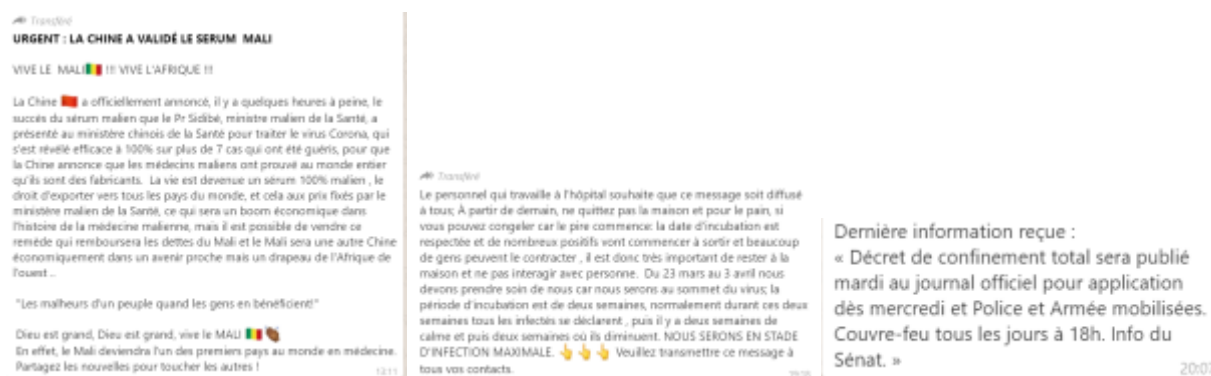 Transféré
URGENT : LA CHINE A VALIDÉ LE SERUM MALI
VIVE LE MALI🇲🇱 !!! VIVE L'AFRIQUE !!!
La Chine 🇨🇳 a officiellement annoncé, il y a quelques heures à peine, le
succès du sérum malien que le Pr Sidibé, ministre malien de la Santé, a
présenté au ministère chinois de la Santé pour traiter le virus Corona, qui
s'est révélé efficace à 100% sur plus de 7 cas qui ont été guéris, pour que
la Chine annonce que les médecins maliens ont prouvé au monde entier
qu'ils sont des fabricants. La vie est devenue un sérum 100% malien , le
droit d'exporter vers tous les pays du monde, et cela aux prix fixés par le
ministère malien de la Santé, ce qui sera un boom économique dans
l'histoire de la médecine malienne, mais il est possible de vendre ce
remède qui remboursera les dettes du Mali et le Mali sera une autre Chine
économiquement dans un avenir proche mais un drapeau de l'Afrique de
l'ouest ..
"Les malheurs d'un peuple quand les gens en bénéficient!"
Dieu est grand, Dieu est grand, vive le MALI 🇲🇱
En effet, le Mali deviendra l'un des premiers pays au monde en médecine.
Partagez les nouvelles pour toucher les autres !
Transféré
Le personnel qui travaille à l'hôpital souhaite que ce message soit diffusé
à tous; A partir de demain, ne quittez pas la maison et pour le pain, si
vous pouvez congeler car le pire commence: la date d'incubation est
respectée et de nombreux positifs vont commencer à sortir et beaucoup
de gens peuvent le contracter , il est donc très important de rester à la
maison et ne pas interagir avec personne. Du 23 mars au 3 avril nous
devons prendre soin de nous car nous serons au sommet du virus; la
période d'incubation est de deux semaines, normalement durant ces deux
semaines tous les infectés se déclarent , puis il y a deux semaines de
calme et puis deux semaines où ils diminuent. NOUS SERONS EN STADE
D'INFECTION MAXIMALE. 👆👆👆 Veuillez transmettre ce message à
tous vos contacts.
Dernière information reçue :
« Décret de confinement total sera publié
mardi au journal officiel pour application
dès mercredi et Police et Armée mobilisées.
Couvre-feu tous les jours à 18h. Info du
Sénat. »
20:07